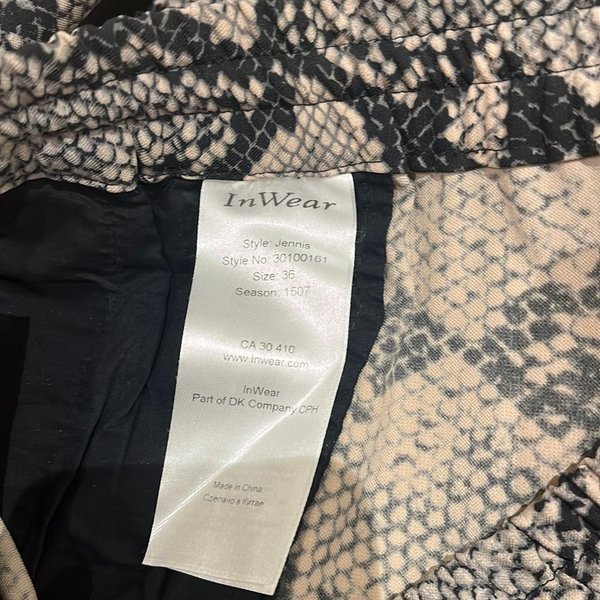 InWear
Style: Jennis
Style No: 30100161
Size: 36
Season: 1507
CA 30 410
www.inwear.com
InWear
Part of DK Company CPH
Made in China
Сделано в Китае